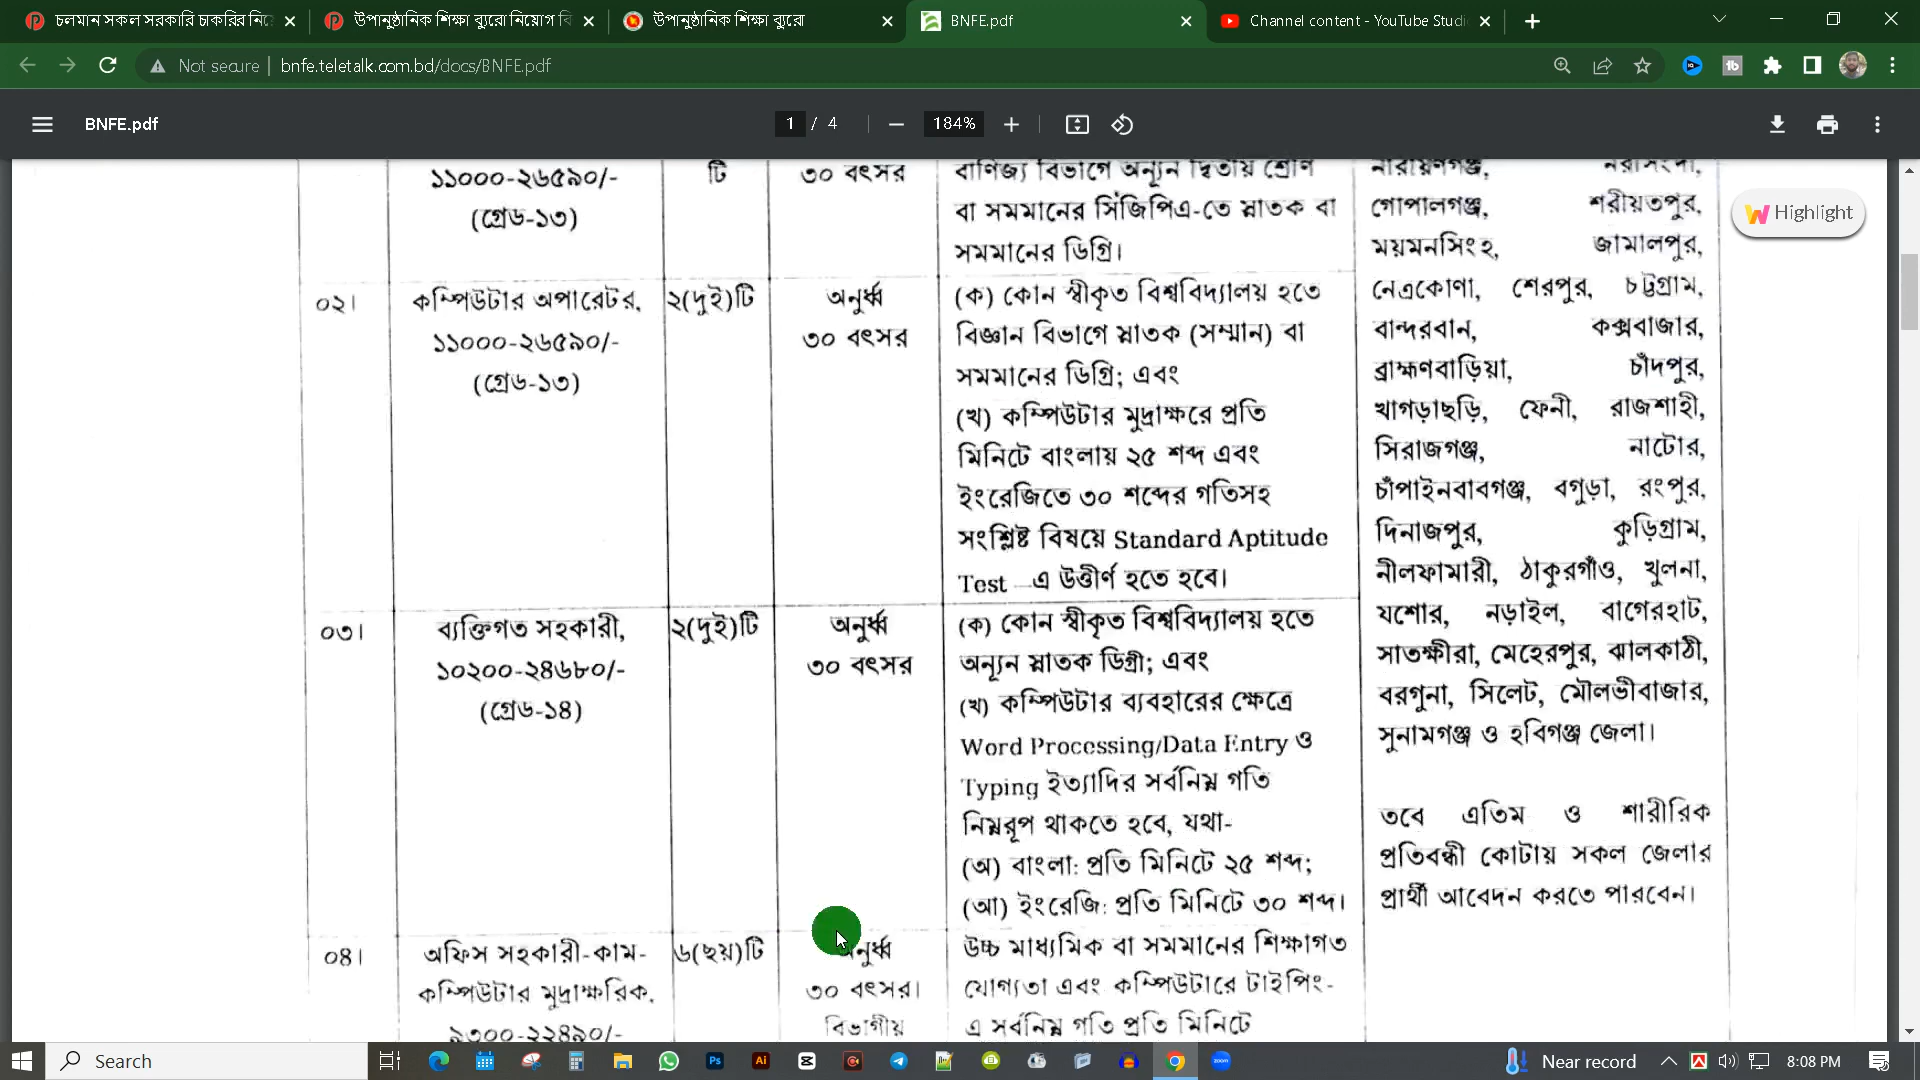 চলমান সকল সরকারি চাকরির নিয়ে
উপানুষ্ঠানিক শিক্ষা ব্যুরো নিয়োগ বি
উপানুষ্ঠানিক শিক্ষা ব্যুরো
BNFE.pdf
Channel content - YouTube Studi
Not secure
bnfe.teletalk.com.bd/docs/BNFE.pdf
BNFE.pdf
1 / 4
184%
Highlight
১১০০০-২৬৫৯০/-
(গ্রেড-১৩)
টি
৩০ বৎসর
বাণিজ্য বিভাগে অন্যূন দ্বিতীয় শ্রেণি
বা সমমানের সিজিপিএ-তে স্নাতক বা
সমমানের ডিগ্রি।
০২।
কম্পিউটার অপারেটর,
১১০০০-২৬৫৯০/-
(গ্রেড-১৩)
২(দুই)টি
অনুর্ধ্ব
৩০ বৎসর
(ক) কোন স্বীকৃত বিশ্ববিদ্যালয় হতে
বিজ্ঞান বিভাগে স্নাতক (সম্মান) বা
সমমানের ডিগ্রি; এবং
(খ) কম্পিউটার মুদ্রাক্ষরে প্রতি
মিনিটে বাংলায় ২৫ শব্দ এবং
ইংরেজিতে ৩০ শব্দের গতিসহ
সংশ্লিষ্ট বিষয়ে Standard Aptitude
Test –এ উত্তীর্ণ হতে হবে।
০৩।
ব্যক্তিগত সহকারী,
১০২০০-২৪৬৮০/-
(গ্রেড-১৪)
২(দুই)টি
অনুর্ধ্ব
৩০ বৎসর
(ক) কোন স্বীকৃত বিশ্ববিদ্যালয় হতে
অন্যূন স্নাতক ডিগ্রী; এবং
(খ) কম্পিউটার ব্যবহারের ক্ষেত্রে
Word Processing/Data Entry ও
Typing ইত্যাদির সর্বনিম্ন গতি
নিম্নরূপ থাকতে হবে, যথা-
(অ) বাংলা: প্রতি মিনিটে ২৫ শব্দ;
(আ) ইংরেজি: প্রতি মিনিটে ৩০ শব্দ।
০৪।
অফিস সহকারী-কাম-
কম্পিউটার মুদ্রাক্ষরিক,
৯৩০০-২২৪৯০/-
৬(ছয়)টি
অনুর্ধ্ব
৩০ বৎসর।
বিভাগীয়
উচ্চ মাধ্যমিক বা সমমানের শিক্ষাগত
যোগ্যতা এবং কম্পিউটারে টাইপিং-
এ সর্বনিম্ন গতি প্রতি মিনিটে
নারায়ণগঞ্জ, নরসিংদী,
গোপালগঞ্জ, শরীয়তপুর,
ময়মনসিংহ, জামালপুর,
নেত্রকোণা, শেরপুর, চট্টগ্রাম,
বান্দরবান, কক্সবাজার,
ব্রাহ্মণবাড়িয়া, চাঁদপুর,
খাগড়াছড়ি, ফেনী, রাজশাহী,
সিরাজগঞ্জ, নাটোর,
চাঁপাইনবাবগঞ্জ, বগুড়া, রংপুর,
দিনাজপুর, কুড়িগ্রাম,
নীলফামারী, ঠাকুরগাঁও, খুলনা,
যশোর, নড়াইল, বাগেরহাট,
সাতক্ষীরা, মেহেরপুর, ঝালকাঠী,
বরগুনা, সিলেট, মৌলভীবাজার,
সুনামগঞ্জ ও হবিগঞ্জ জেলা।
তবে এতিম ও শারীরিক
প্রতিবন্ধী কোটায় সকল জেলার
প্রার্থী আবেদন করতে পারবেন।
Search
Near record
8:08 PM